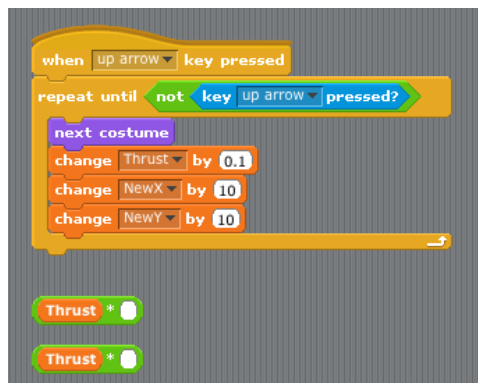 when up arrow key pressed
repeat until not key up arrow pressed?
next costume
change Thrust by 0.1
change NewX by 10
change NewY by 10
Thrust *
Thrust *